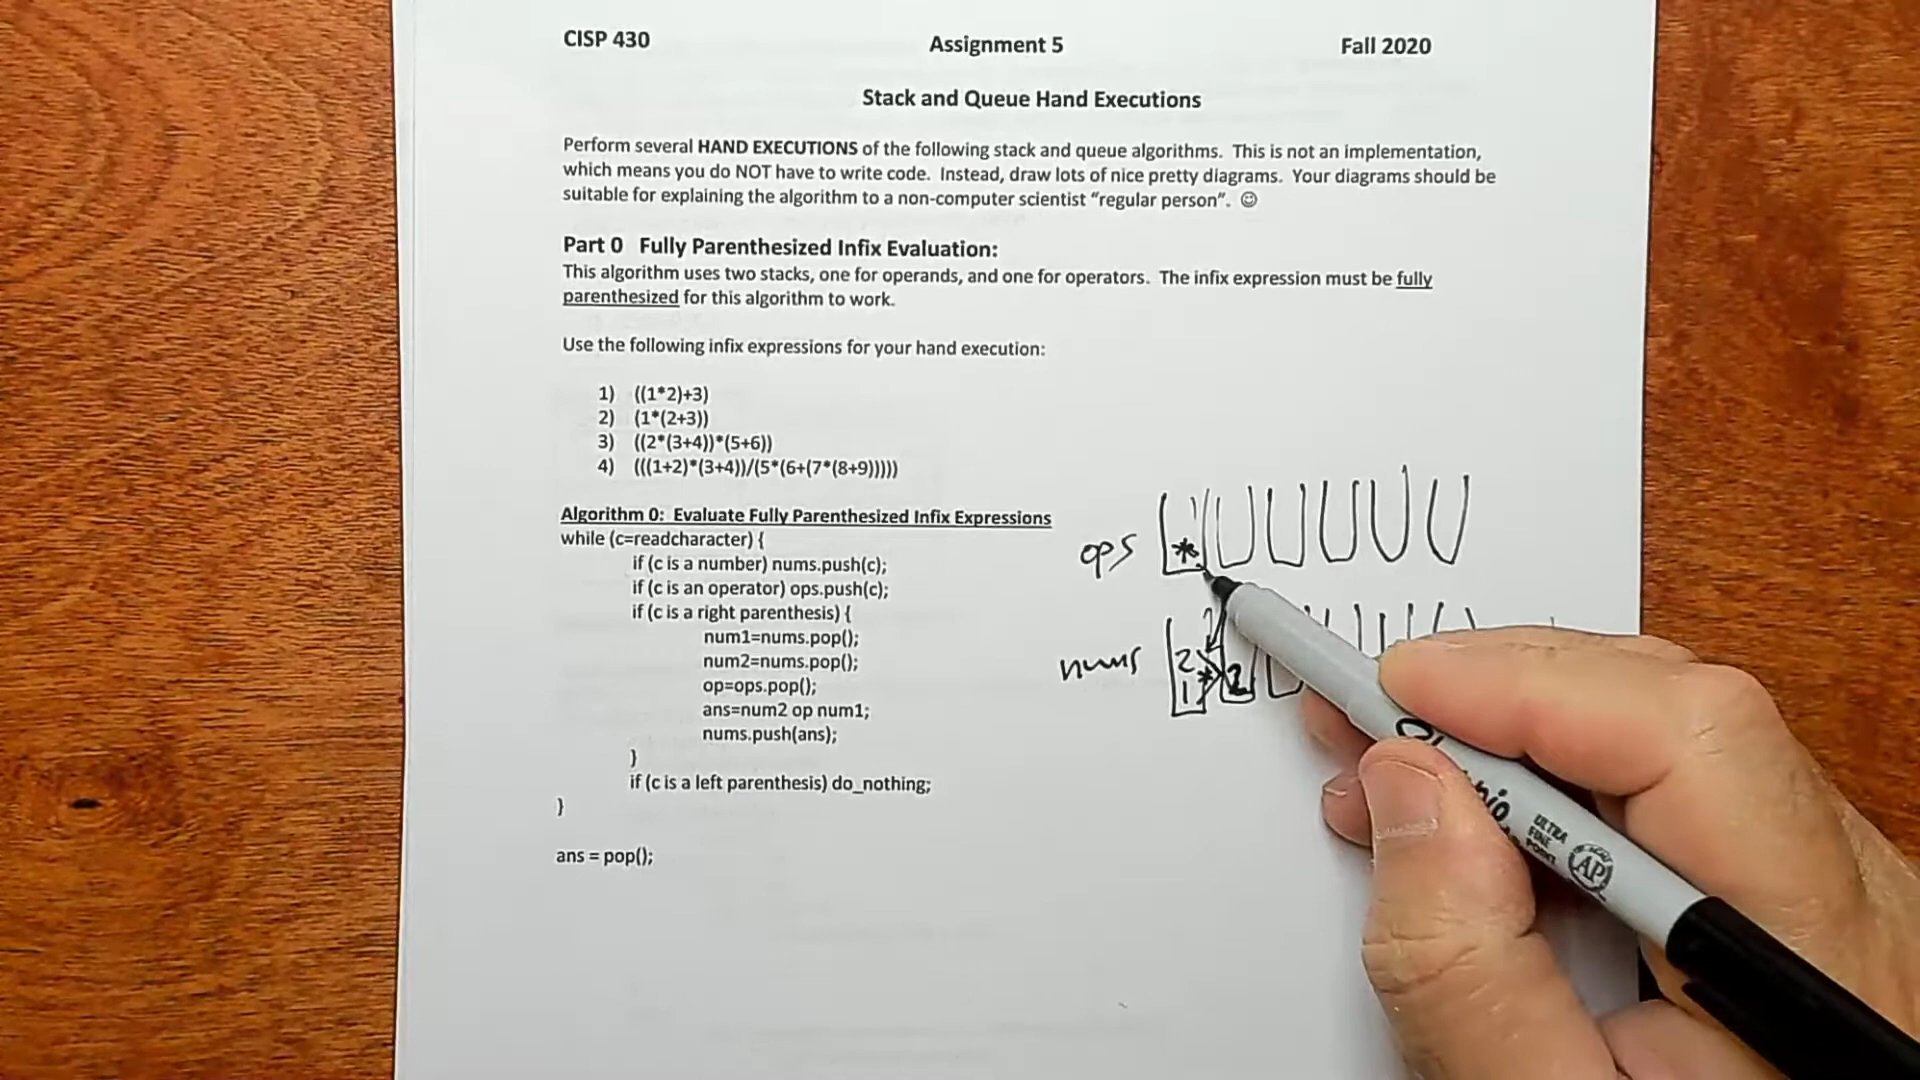 CISP 430 Assignment 5 Fall 2020
Stack and Queue Hand Executions
Perform several HAND EXECUTIONS of the following stack and queue algorithms. This is not an implementation,
which means you do NOT have to write code. Instead, draw lots of nice pretty diagrams. Your diagrams should be
suitable for explaining the algorithm to a non-computer scientist “regular person”. ☺
Part 0 Fully Parenthesized Infix Evaluation:
This algorithm uses two stacks, one for operands, and one for operators. The infix expression must be fully
parenthesized for this algorithm to work.
Use the following infix expressions for your hand execution:
1) ((1*2)+3)
2) (1*(2+3))
3) ((2*(3+4))*(5+6))
4) (((1+2)*(3+4))/(5*(6+(7*(8+9)))))
Algorithm 0: Evaluate Fully Parenthesized Infix Expressions
while (c=readcharacter) {
if (c is a number) nums.push(c);
if (c is an operator) ops.push(c);
if (c is a right parenthesis) {
num1=nums.pop();
num2=nums.pop();
op=ops.pop();
ans=num2 op num1;
nums.push(ans);
}
if (c is a left parenthesis) do_nothing;
}
ans = pop();
ops *
nums 2
1 * 2
ULTRA
FINE
POINT
AP